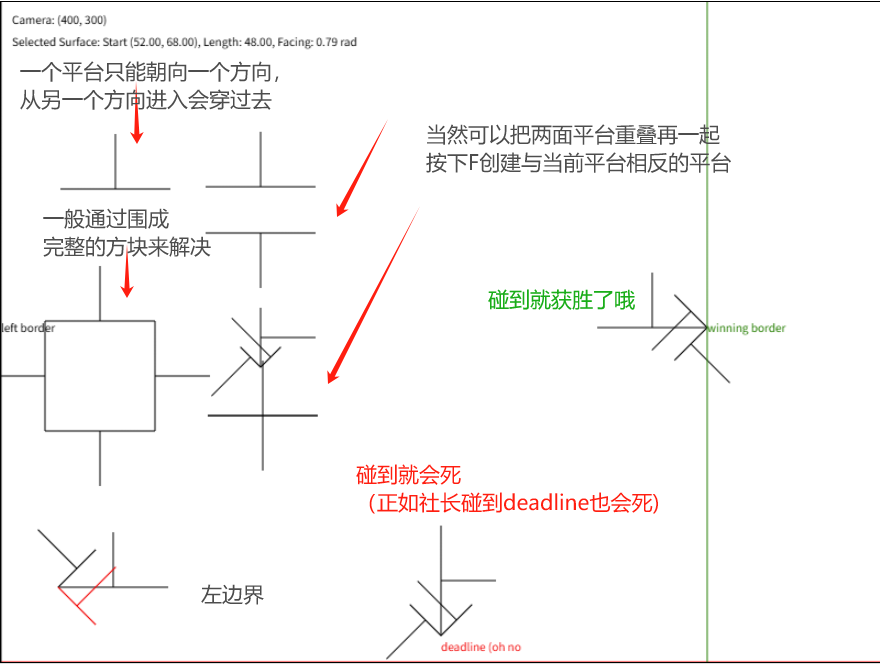 Camera: (400, 300)
Selected Surface: Start (52.00, 68.00), Length: 48.00, Facing: 0.79 rad
一个平台只能朝向一个方向，
从另一个方向进入会穿过去
当然可以把两面平台重叠再一起
按下F创建与当前平台相反的平台
一般通过围成
完整的方块来解决
碰到就获胜了哦
left border
winning border
碰到就会死
（正如社长碰到deadline也会死)
左边界
deadline (oh no